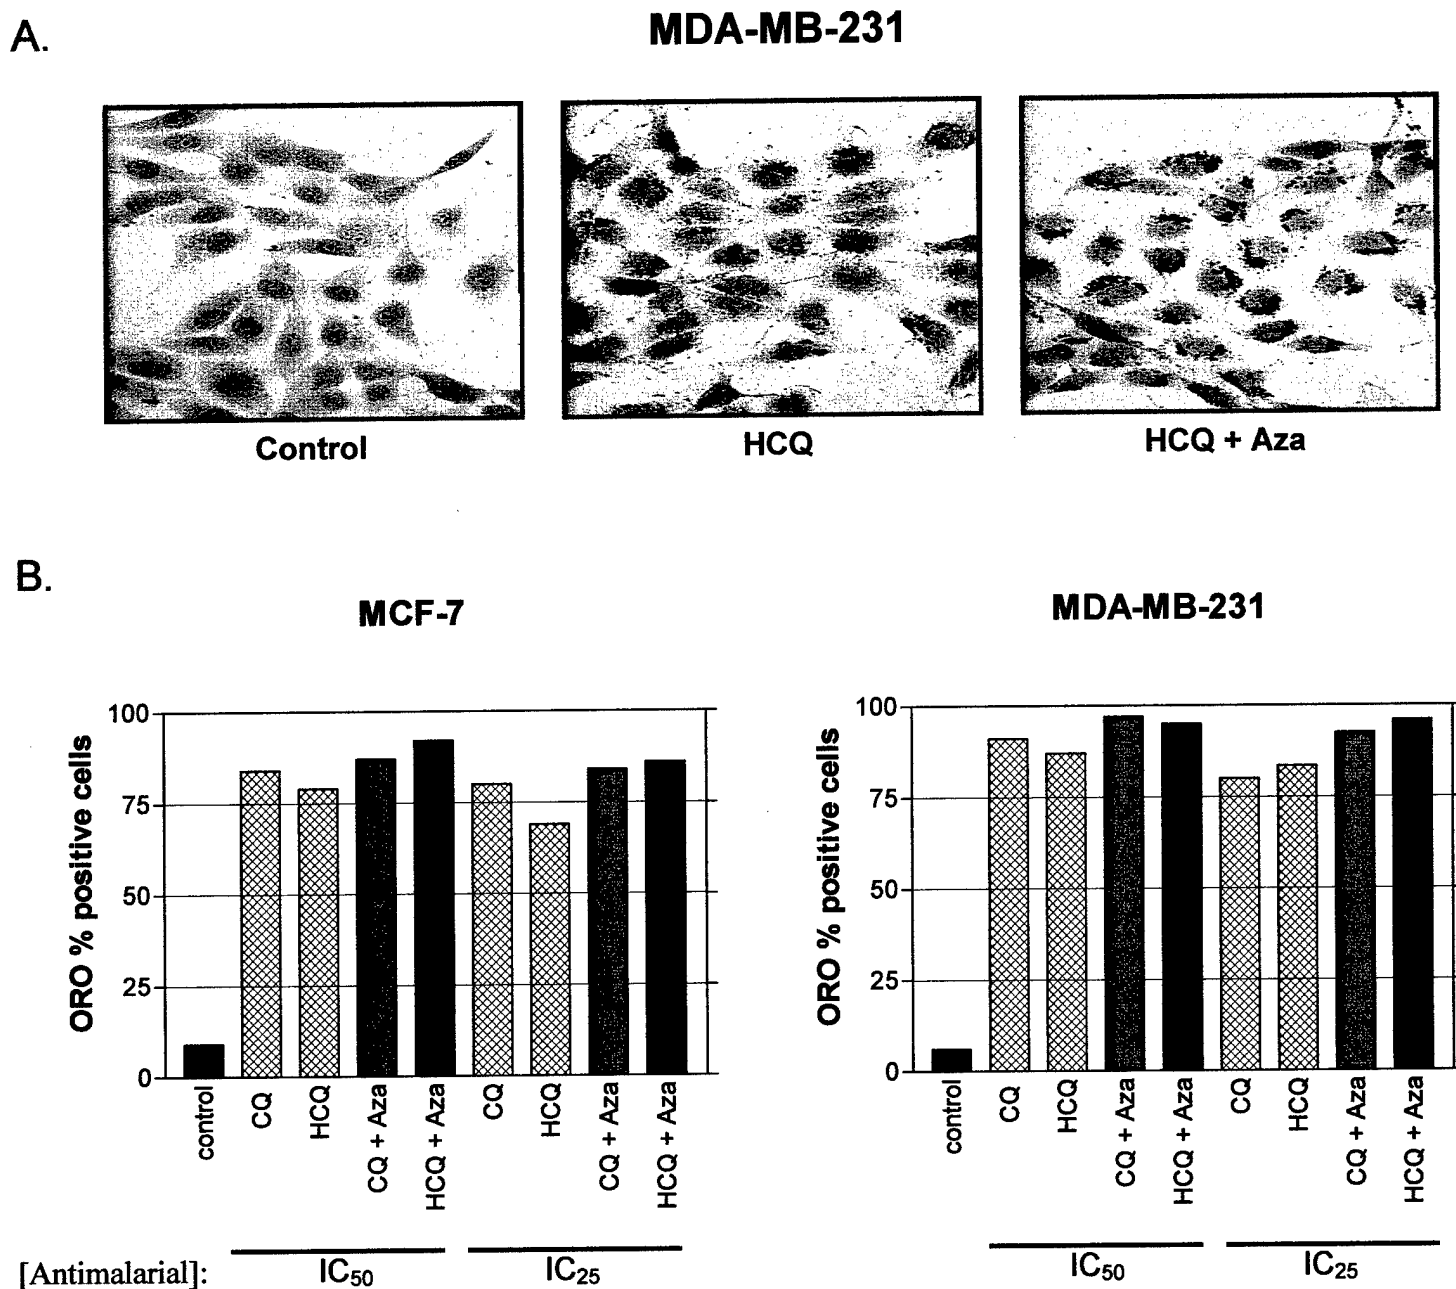 A.
MDA-MB-231
Control
HCQ
HCQ + Aza
B.
MCF-7
ORO % positive cells
100
75
50
25
0
control
CQ
HCQ
CQ + Aza
HCQ + Aza
CQ
HCQ
CQ + Aza
HCQ + Aza
[Antimalarial]:
IC50
IC25
MDA-MB-231
ORO % positive cells
100
75
50
25
0
control
CQ
HCQ
CQ + Aza
HCQ + Aza
CQ
HCQ
CQ + Aza
HCQ + Aza
IC50
IC25